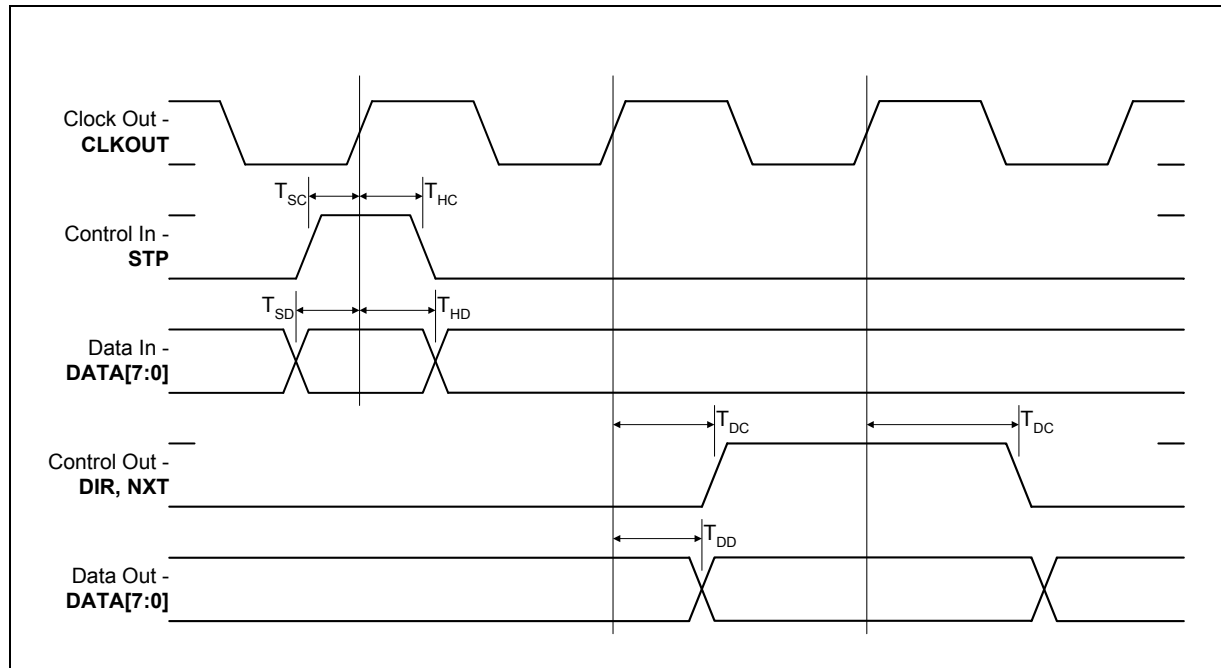 Clock Out -
CLKOUT
T_SC
T_HC
Control In -
STP
T_SD
T_HD
Data In -
DATA[7:0]
T_DC
T_DC
Control Out -
DIR, NXT
T_DD
Data Out -
DATA[7:0]